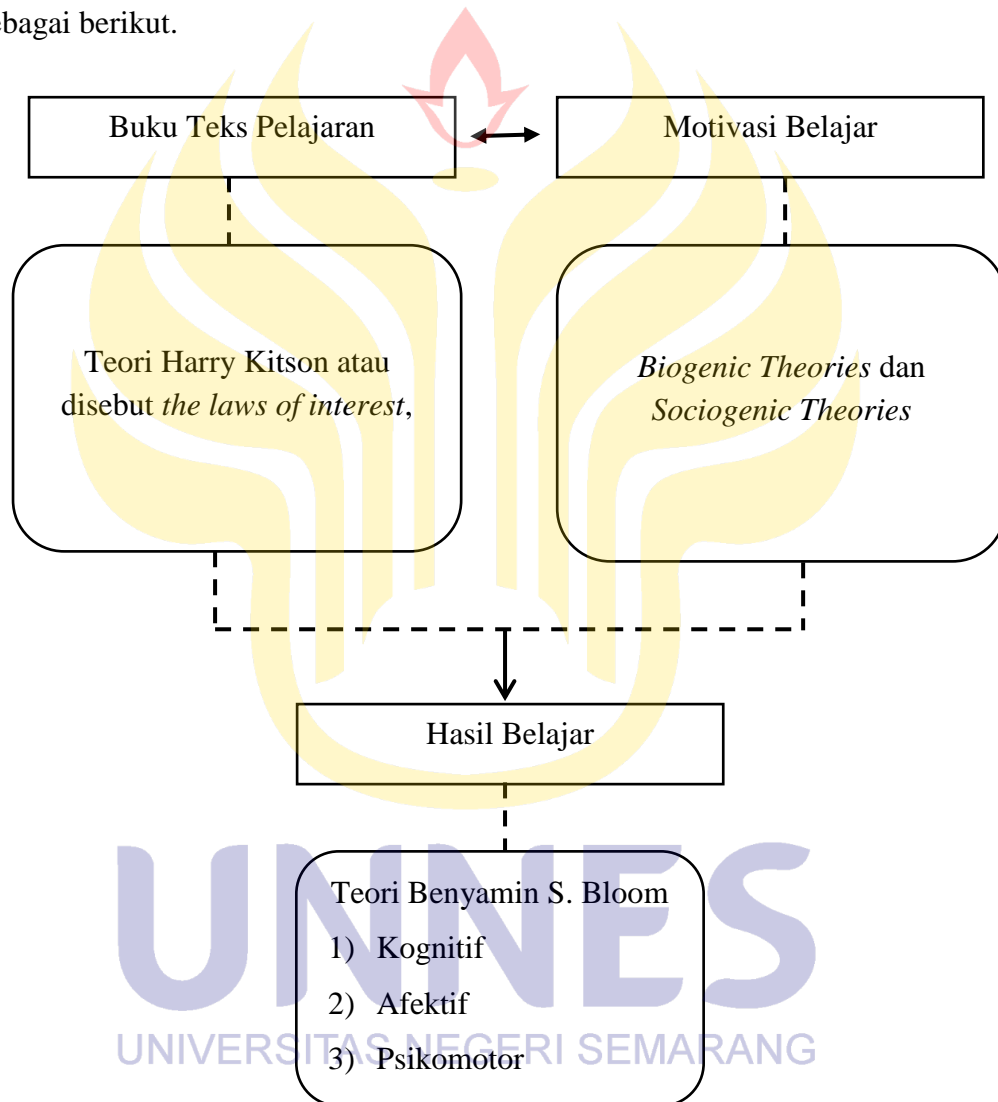 ebagai berikut.
Buku Teks Pelajaran
Motivasi Belajar
Teori Harry Kitson atau
disebut the laws of interest,
Biogenic Theories dan
Sociogenic Theories
Hasil Belajar
Teori Benyamin S. Bloom
1) Kognitif
2) Afektif
3) Psikomotor
UNNES
UNIVERSITAS NEGERI SEMARANG